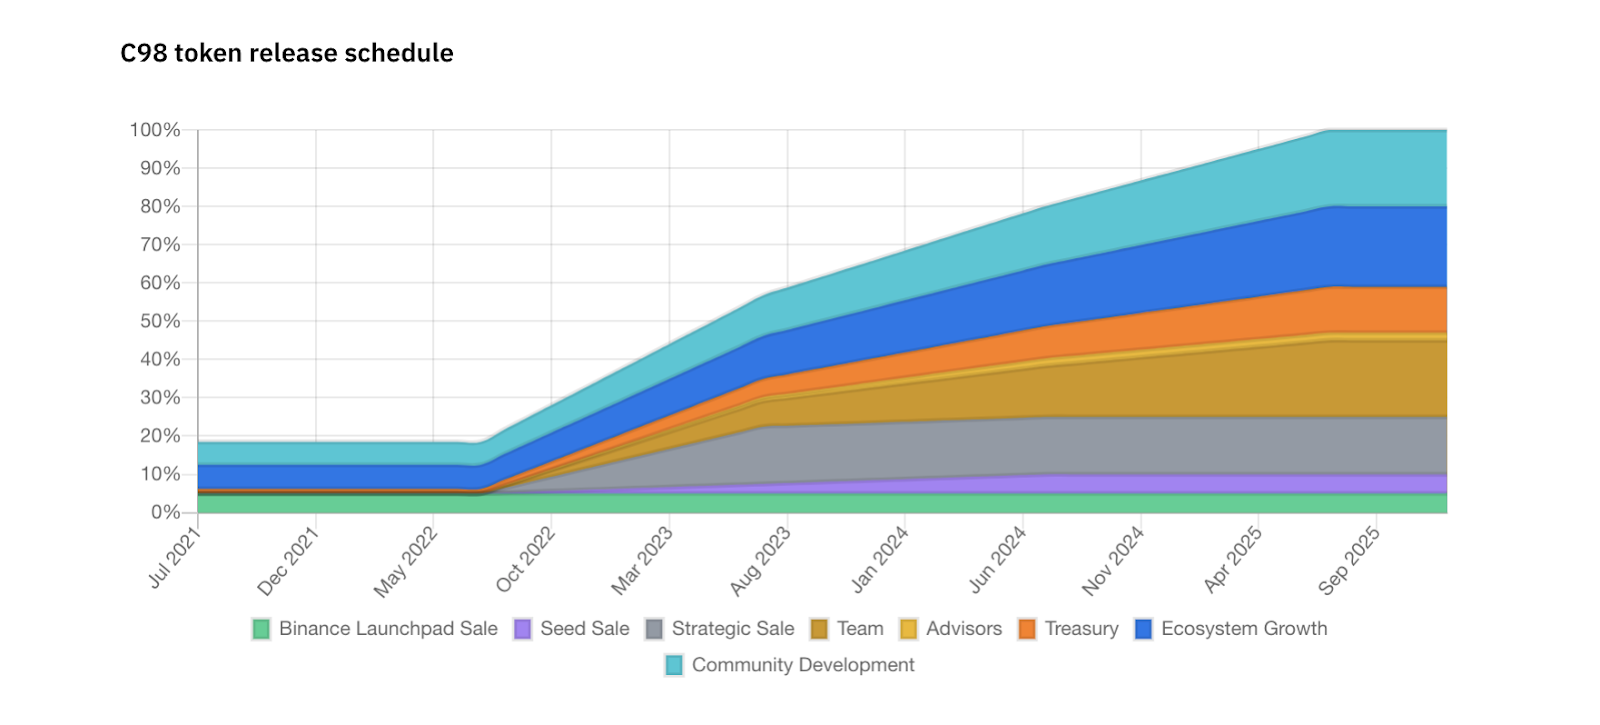 C98 token release schedule
100%
90%
80%
70%
60%
50%
40%
30%
20%
10%
0%
Jul 2021
Dec 2021
May 2022
Oct 2022
Mar 2023
Aug 2023
Jan 2024
Jun 2024
Nov 2024
Apr 2025
Sep 2025
Binance Launchpad Sale Seed Sale Strategic Sale Team Advisors Treasury Ecosystem Growth
Community Development